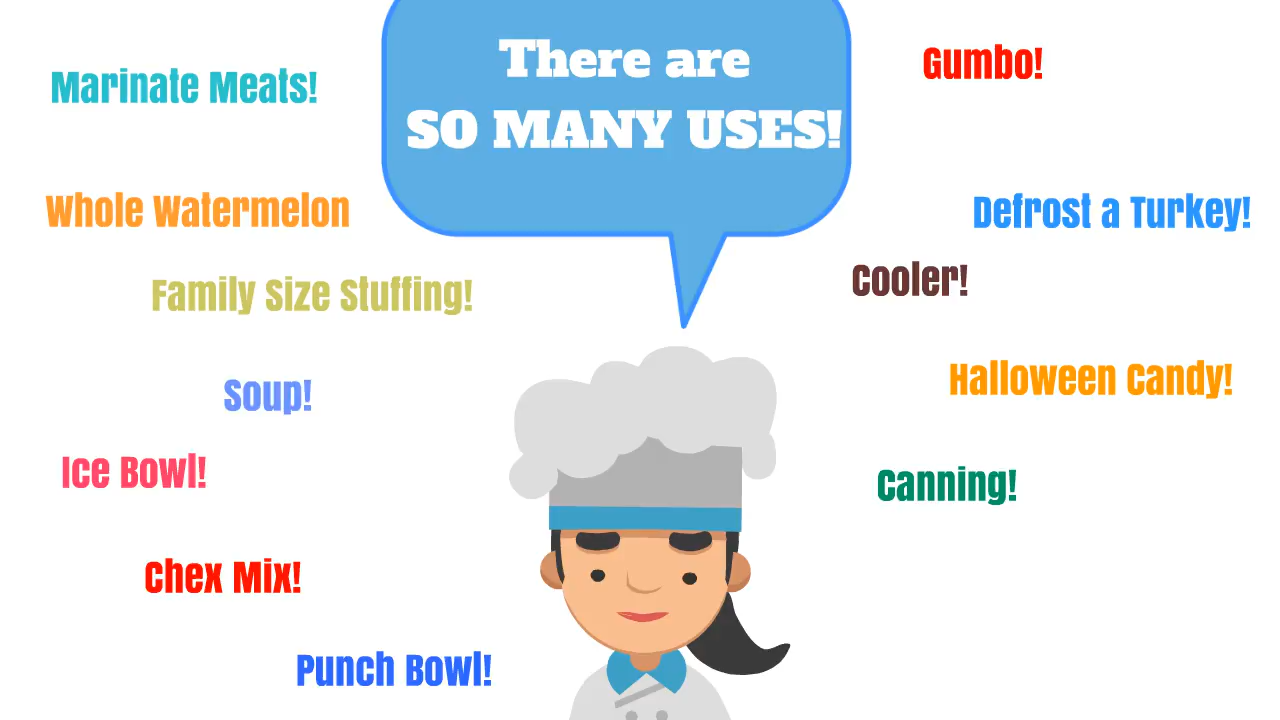 There are
SO MANY USES!
Marinate Meats!
Gumbo!
Whole Watermelon
Defrost a Turkey!
Family Size Stuffing!
Cooler!
Soup!
Halloween Candy!
Ice Bowl!
Canning!
Chex Mix!
Punch Bowl!